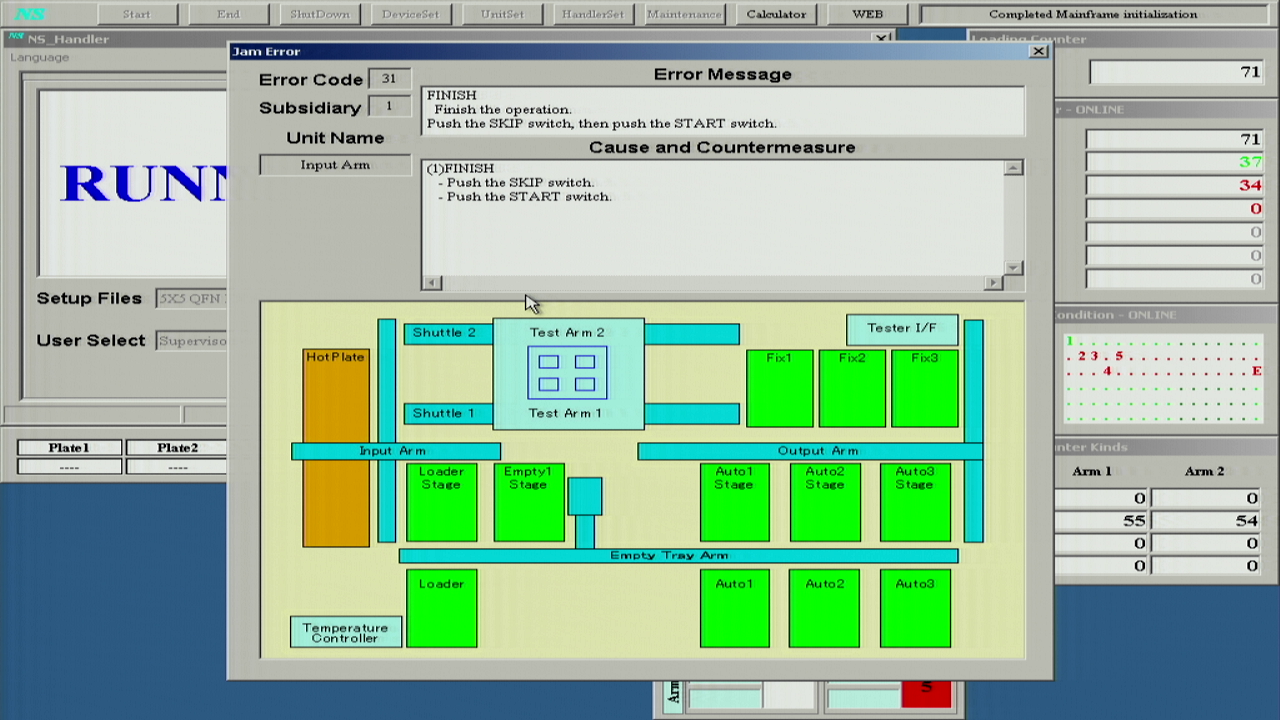 NS
Start
End
ShutDown
DeviceSet
UnitSet
HandlerSet
Maintenance
Calculator
WEB
Completed Mainframe initialization
NS NS_Handler
Language
RUNN
Setup Files
5X5 QFN
User Select
Superviso
Plate1
Plate2
----
----
Jam Error
Error Code
31
Subsidiary
1
Unit Name
Input Arm
Error Message
FINISH
Finish the operation.
Push the SKIP switch, then push the START switch.
Cause and Countermeasure
(1)FINISH
- Push the SKIP switch.
- Push the START switch.
HotPlate
Shuttle 2
Test Arm 2
Tester I/F
Fix1
Fix2
Fix3
Shuttle 1
Test Arm 1
Input Arm
Output Arm
Loader
Stage
Empty1
Stage
Auto1
Stage
Auto2
Stage
Auto3
Stage
Empty Tray Arm
Loader
Auto1
Auto2
Auto3
Temperature
Controller
Loading Counter
71
r - ONLINE
71
37
34
0
0
0
0
Condition - ONLINE
1
. 2 3 . 5
. . . 4 . E
nter Kinds
Arm 1
Arm 2
0
0
55
54
0
0
0
0
Arm
5